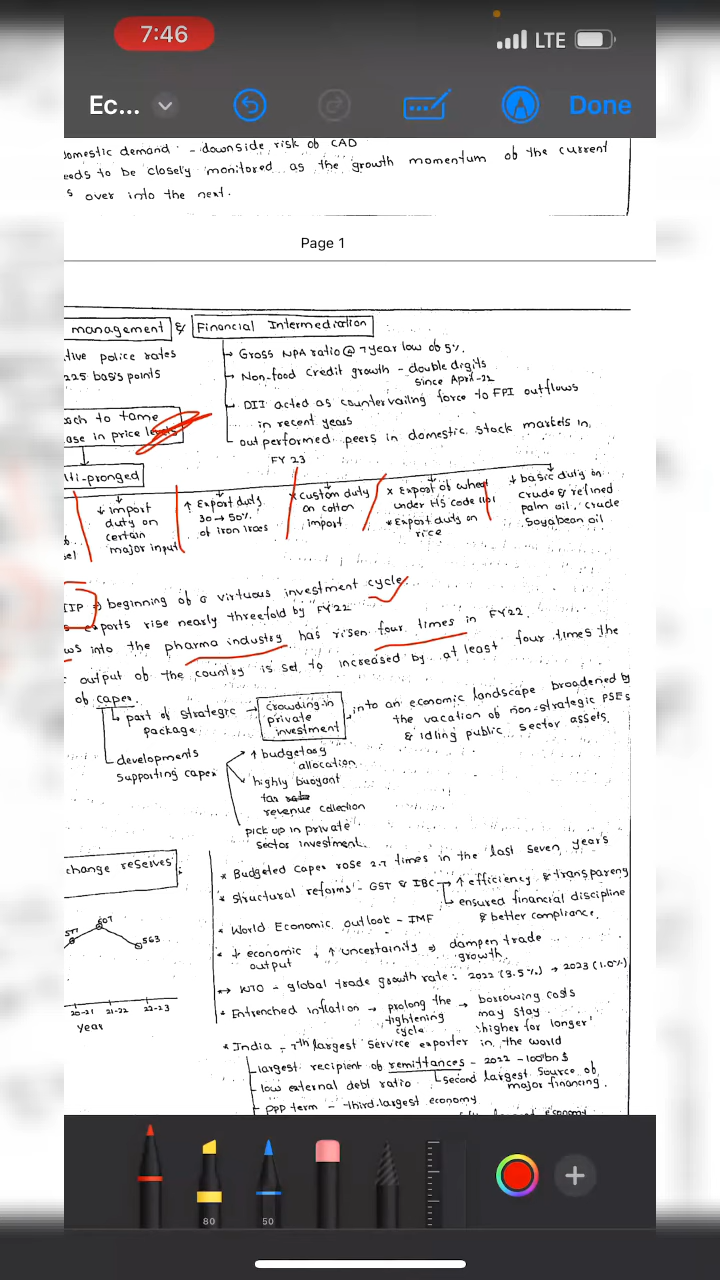 7:46
LTE
Ec...
Done
domestic demand - downside risk of CAD
eeds to be closely monitored as the growth momentum of the current
s over into the next.
Page 1
management & Financial Intermediation
tive police rates
225 basis points
→ Gross NPA ratio @ 7 year low of 5%.
→ Non-food credit growth - double digits
since April-22
→ DII acted as countervailing force to FPI outflows
in recent years
out performed peers in domestic stock markets in
FY 23
ach to tame
ase in price levels
lti-pronged
↓ import
duty on
certain
major input
↑ Export duty
30 → 50%
of iron
* custom duty
on cotton
import
* Export of wheat
under HS code 1101
* Export duty on
rice
↓ basic duty on
crude & refined
palm oil, crude
Soyabean oil
IIP → beginning of a virtuous investment cycle.
exports rise nearly threefold by FY22
ws into the pharma industry has risen four times in FY22.
output of the country is set to increased by at least four times the
of capex.
→ part of strategic
package
→ crowding-in
private
investment
→ into an economic landscape broadened by
the vacation of non-strategic PSEs
& idling public sector assets.
developments
supporting capex
↑ budgetary
allocation
highly buoyant
tax
revenue collection
pick up in private
sector investment.
change reserves
577
607
563
20-21 21-22 22-23
Year
* Budgeted capex rose 2.7 times in the last seven years
* Structural reforms - GST & IBC → ↑ efficiency & transpareny
ensured financial discipline
& better compliance.
* World Economic outlook - IMF
* ↓ economic + ↑ uncertainity ⇒ dampen trade
output growth.
↔ WTO - global trade growth rate: 2022 (3.5%) → 2023 (1.0%)
* Entrenched inflation → prolong the → borrowing costs
tightening may stay
cycle 'higher for longer'
* India - 7th largest service exporter in the world
largest recipient of remittances - 2022 - 100bn $
second largest source of
major financing.
low external debt ratio
PPP term - third largest economy
economy
80
50